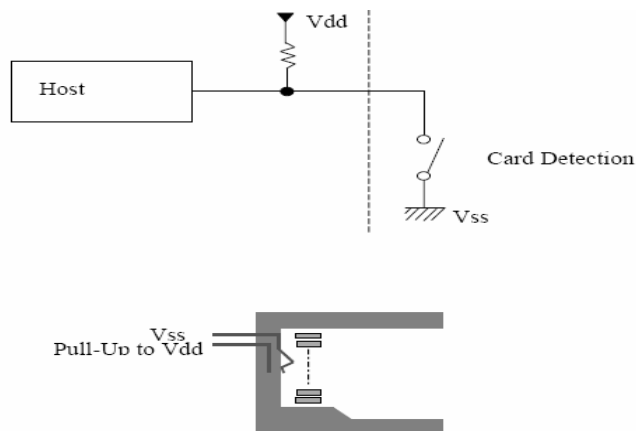 Vdd
Host
Card Detection
Vss
Vss
Pull-Up to Vdd